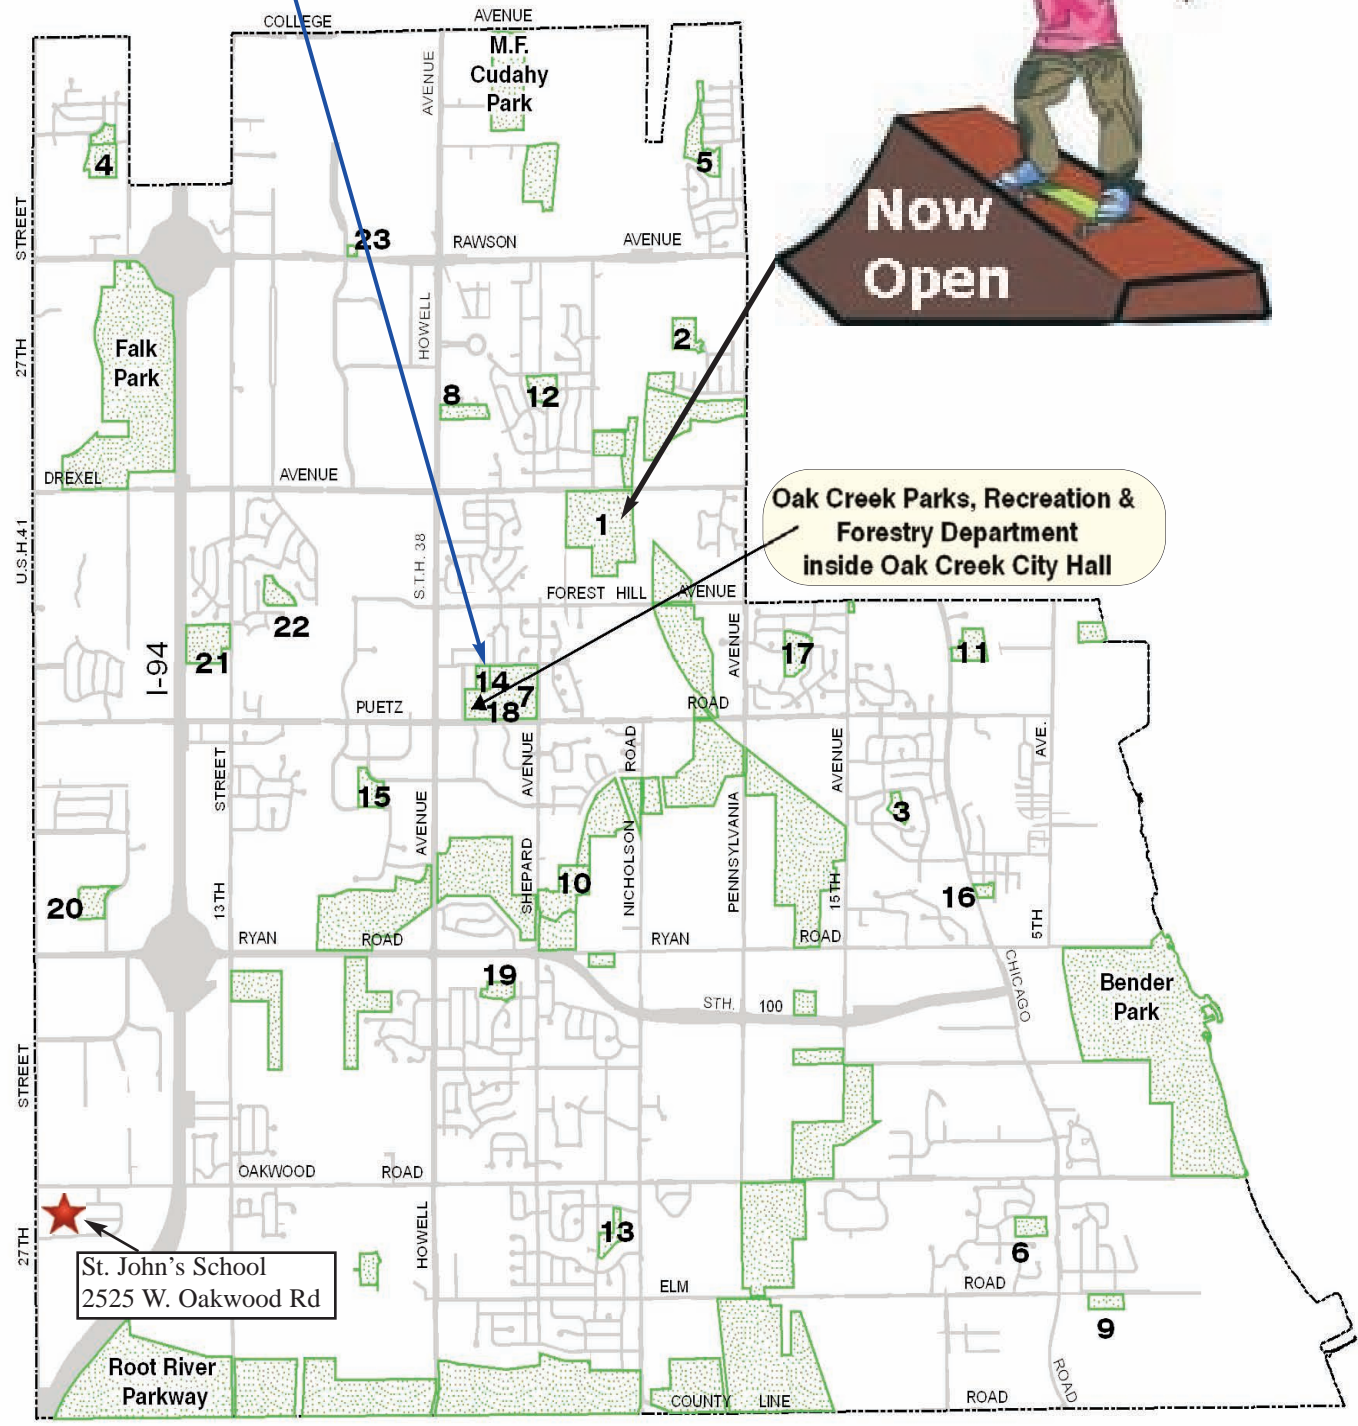 COLLEGE AVENUE
M.F.
Cudahy
Park
AVENUE
4
5
STREET
23
RAWSON AVENUE
Now
Open
27TH
Falk
Park
HOWELL
2
8
12
DREXEL AVENUE
1
Oak Creek Parks, Recreation &
Forestry Department
inside Oak Creek City Hall
U.S.H.41
S.T.H. 38
FOREST HILL AVENUE
22
21
I-94
AVENUE
17
11
14
7
18
PUETZ ROAD
STREET
AVENUE
ROAD
AVENUE
AVE.
15
AVENUE
3
SHEPARD
NICHOLSON
PENNSYLVANIA
15TH
10
20
13TH
16
5TH
RYAN ROAD RYAN ROAD
19
STH. 100
CHICAGO
Bender
Park
STREET
OAKWOOD ROAD
27TH
St. John's School
2525 W. Oakwood Rd
HOWELL
13
6
ELM ROAD
9
Root River
Parkway
COUNTY LINE ROAD
ROAD